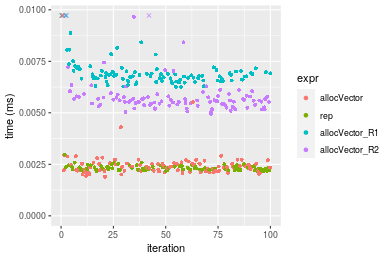 0.0100
0.0075
0.0050
0.0025
0.0000
time (ms)
0
25
50
75
100
iteration
expr
allocVector
rep
allocVector_R1
allocVector_R2